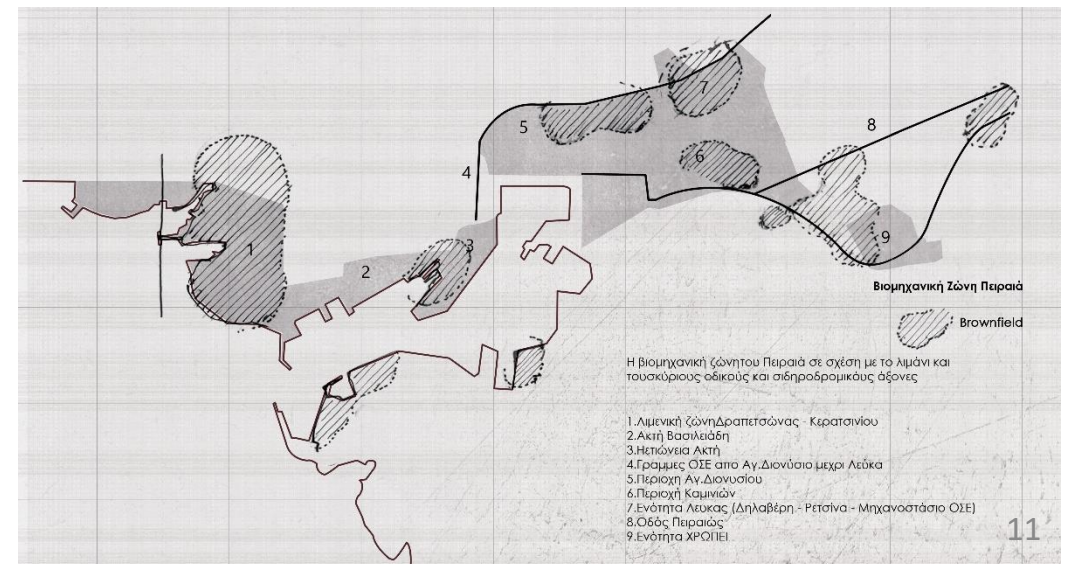 7
5
8
6
4
1
3
9
2
Βιομηχανική Ζώνη Πειραιά
Brownfield
Η βιομηχανική ζώνητου Πειραιά σε σχέση με το λιμάνι και
τουσκύριους οδικούς και σιδηροδρομικάυς άξονες
1.Λιμενική ζώνηΔραπετσώνας - Κερατσινίου
2.Ακτή Βασιλειάδη
3.Ηετιώνεια Ακτή
4.Γραμμες ΟΣΕ απο Αγ.Διονύσιο μεχρι Λεύκα
5.Περιοχη Αγ.Διονυσίου
6.Περιοχή Καμινιών
7.Ενότητα Λευκας (Δηλαβέρη - Ρετσίνα - Μηχανοστάσιο ΟΣΕ)
8.Οδός Πειραιώς
9.Ενότητα ΧΡΩΠΕΙ
11